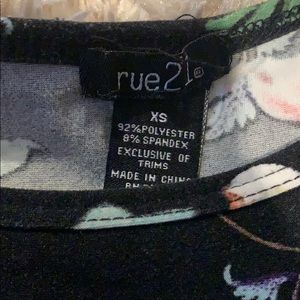 rue21
XS
92%POLYESTER
8% SPANDEX
EXCLUSIVE OF
TRIMS
MADE IN CHINA